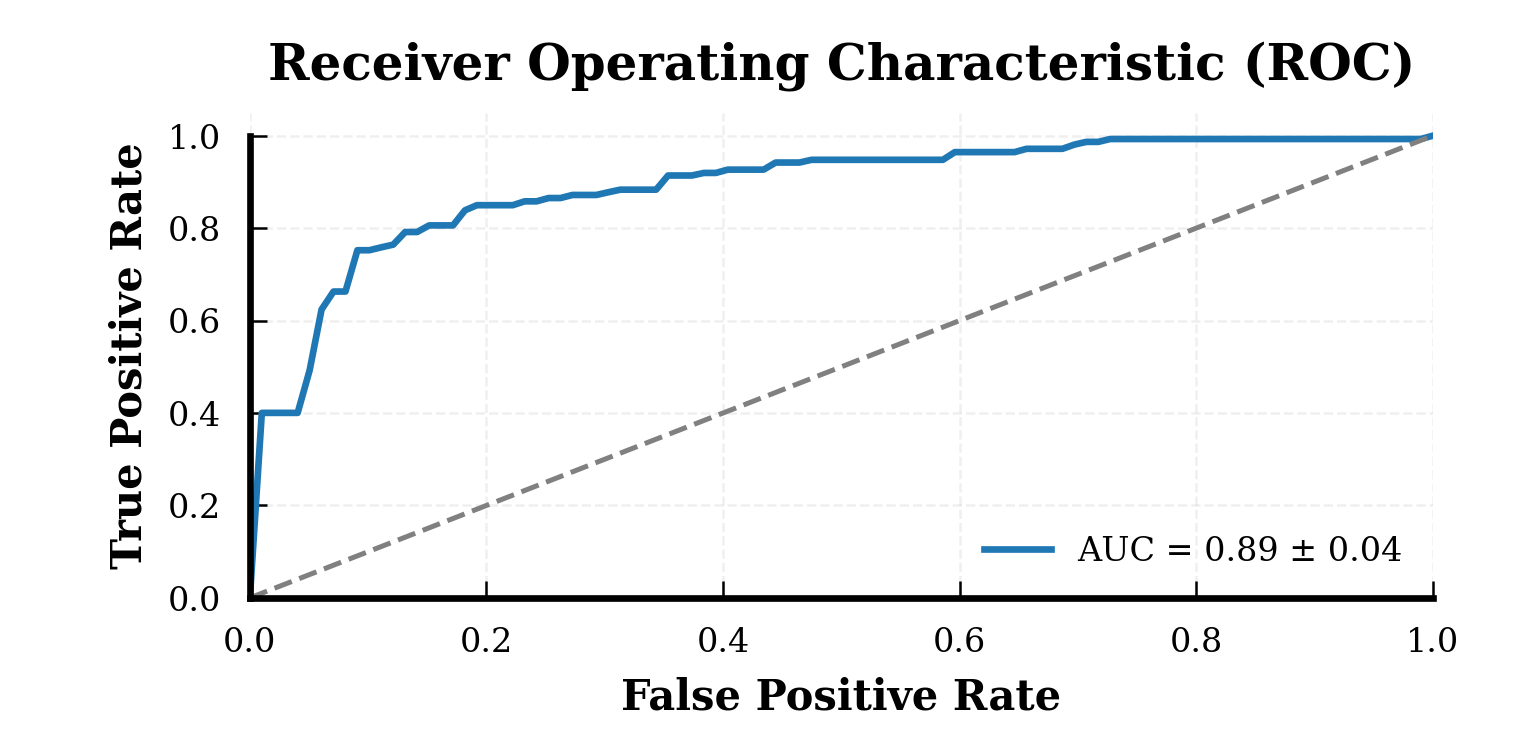 Receiver Operating Characteristic (ROC)
True Positive Rate
1.0
0.8
0.6
0.4
0.2
0.0
AUC = 0.89 ± 0.04
0.0 0.2 0.4 0.6 0.8 1.0
False Positive Rate